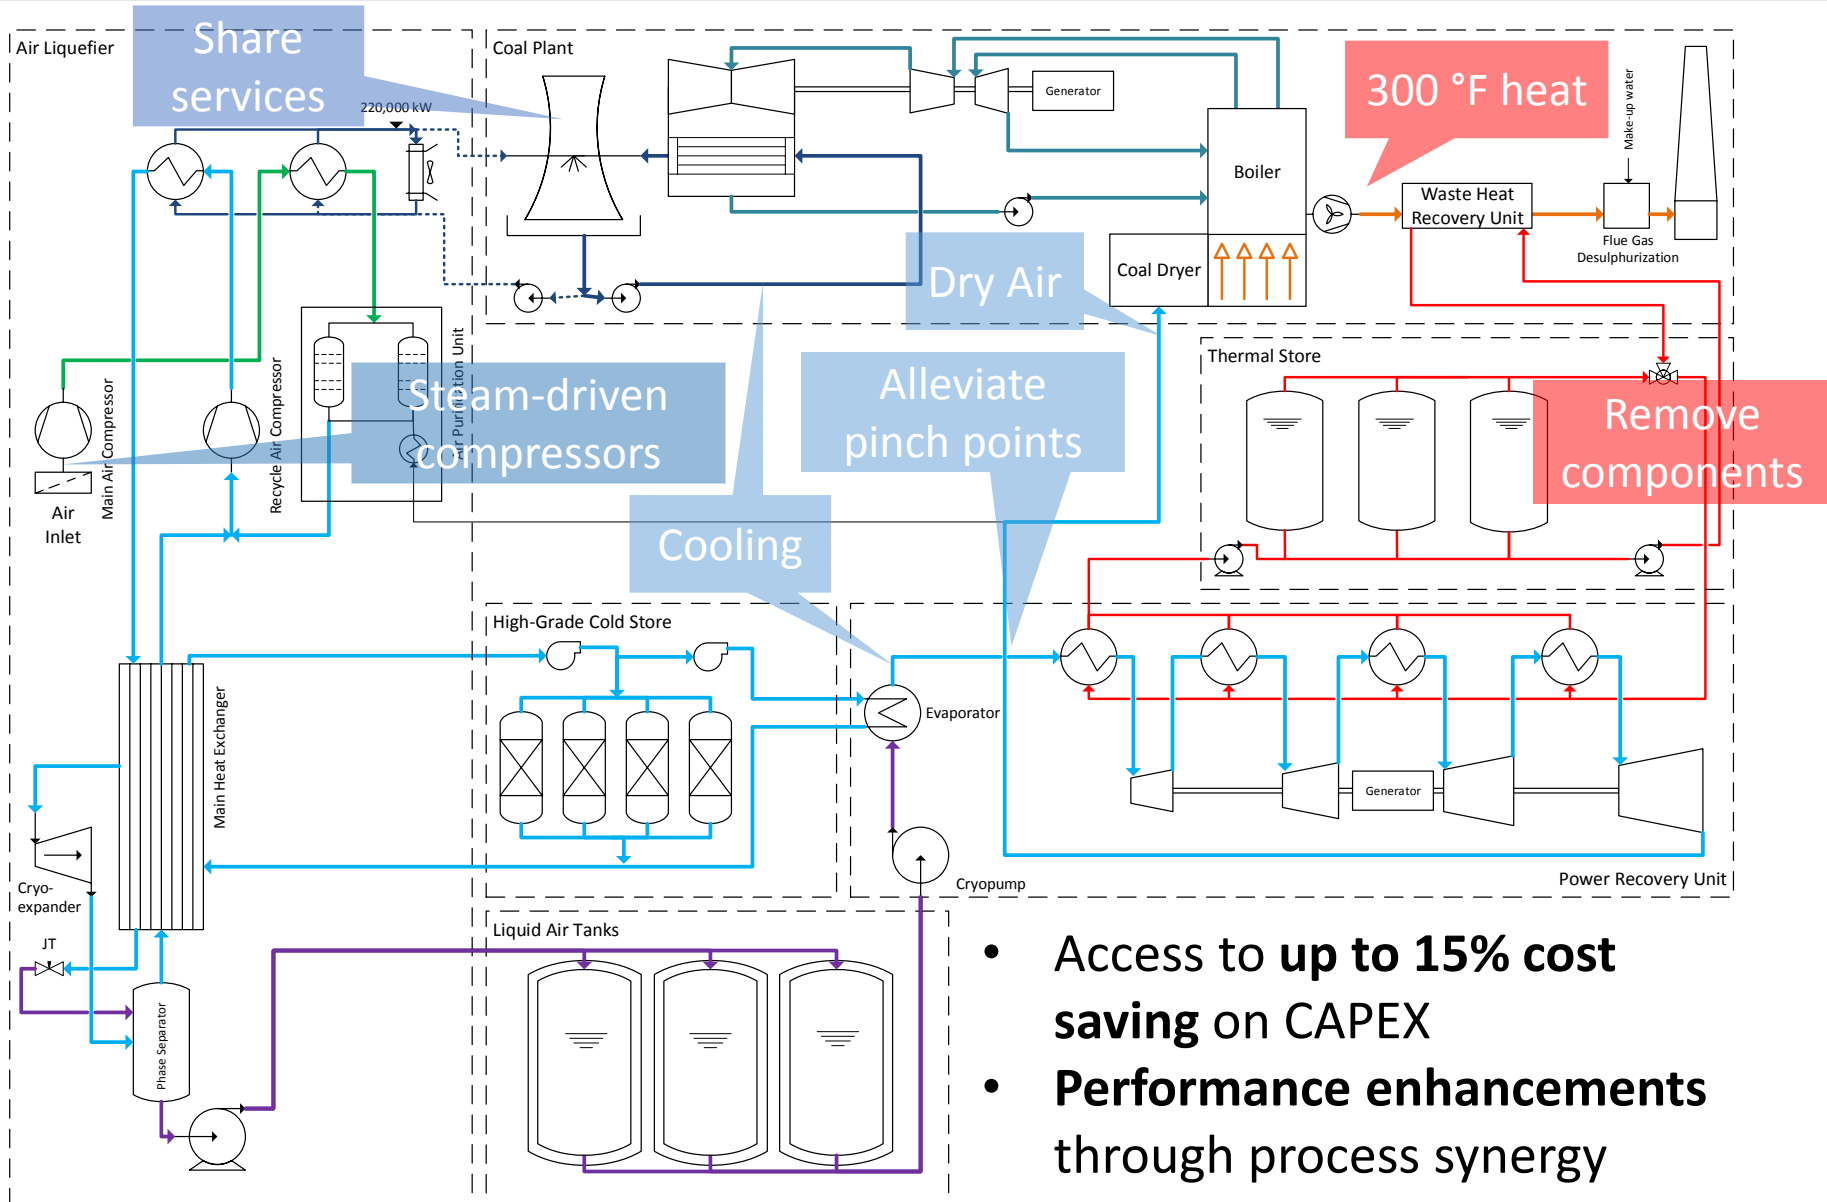 Air Liquefier
Share
services
220,000 kW
Coal Plant
Generator
Boiler
Coal Dryer
300 °F heat
Make-up water
Waste Heat
Recovery Unit
Flue Gas
Desulphurization
Dry Air
Main Air Compressor
Recycle Air Compressor
Air Purification Unit
Steam-driven
compressors
Air
Inlet
Cooling
Alleviate
pinch points
Thermal Store
Remove
components
High-Grade Cold Store
Evaporator
Generator
Cryopump
Power Recovery Unit
Main Heat Exchanger
Cryo-
expander
JT
Phase Separator
Liquid Air Tanks
• Access to up to 15% cost
saving on CAPEX
• Performance enhancements
through process synergy